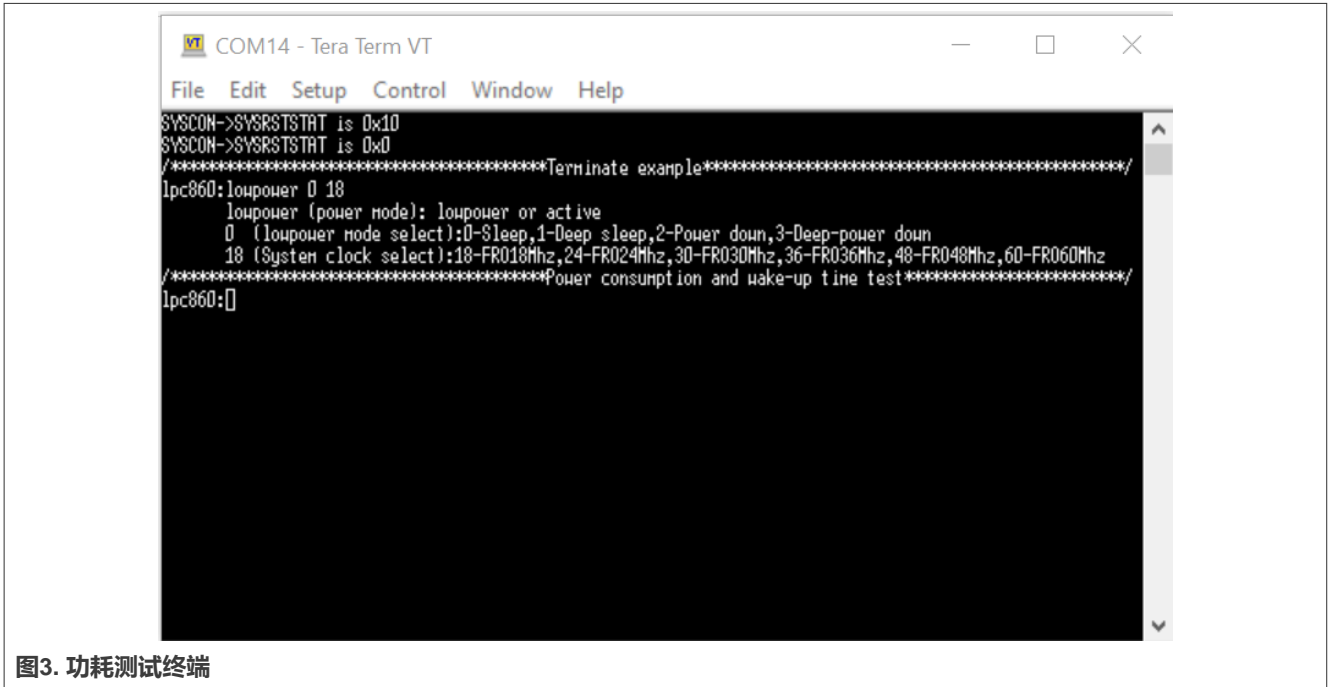 COM14 - Tera Term VT
File Edit Setup Control Window Help
SYSCON->SYSRSTSTAT is 0x10
SYSCON->SYSRSTSTAT is 0x0
/*****************************************Terminate example**********************************************/
lpc860:lowpower 0 18
lowpower (power mode): lowpower or active
0 (lowpower mode select):0-Sleep,1-Deep sleep,2-Power down,3-Deep-power down
18 (System clock select):18-FRO18Mhz,24-FRO24Mhz,30-FRO30Mhz,36-FRO36Mhz,48-FRO48Mhz,60-FRO60Mhz
/*****************************************Power consumption and wake-up time test************************/
lpc860:
图3. 功耗测试终端